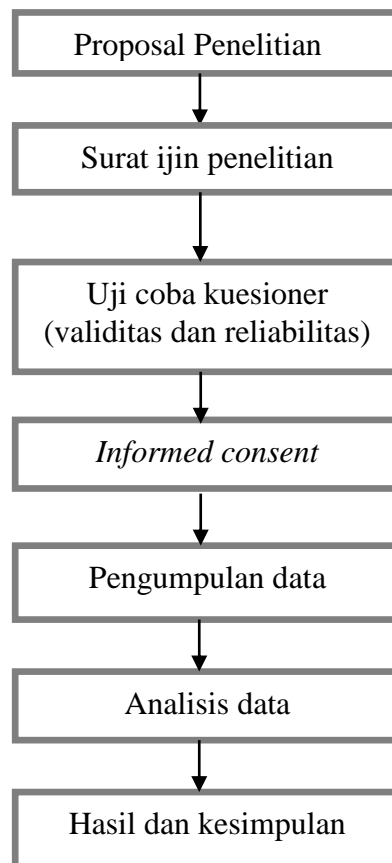 Proposal Penelitian
Surat ijin penelitian
Uji coba kuesioner
(validitas dan reliabilitas)
Informed consent
Pengumpulan data
Analisis data
Hasil dan kesimpulan